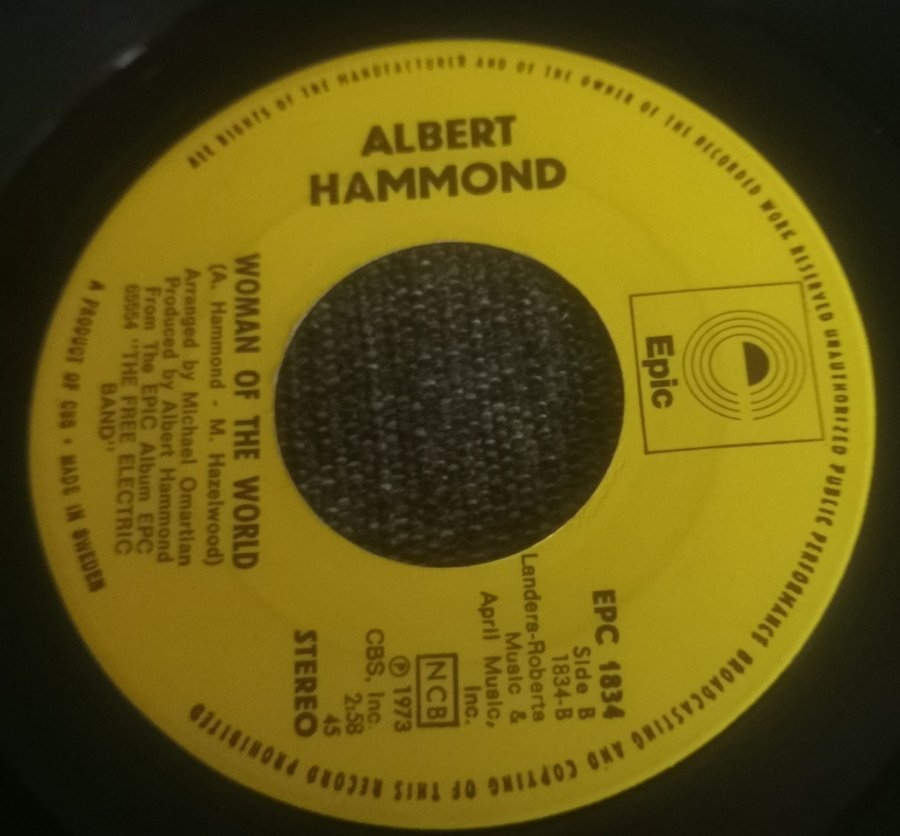 ALL RIGHTS OF THE MANUFACTURER AND OF THE OWNER OF THE RECORDED WORK RESERVED UNAUTHORIZED PUBLIC PERFORMANCE BROADCASTING AND COPYING OF THIS RECORD PROHIBITED
ALBERT
HAMMOND
Epic
EPC 1834
Side B
1834-B
Landers-Roberts
Music &
April Music,
Inc.
NCB
℗ 1973
CBS, Inc.
2:58
45
STEREO
WOMAN OF THE WORLD
(A. Hammond - M. Hazelwood)
Arranged by Michael Omartian
Produced by Albert Hammond
From The EPIC Album EPC
65554 "THE FREE ELECTRIC
BAND"
A PRODUCT OF CBS • MADE IN SWEDEN